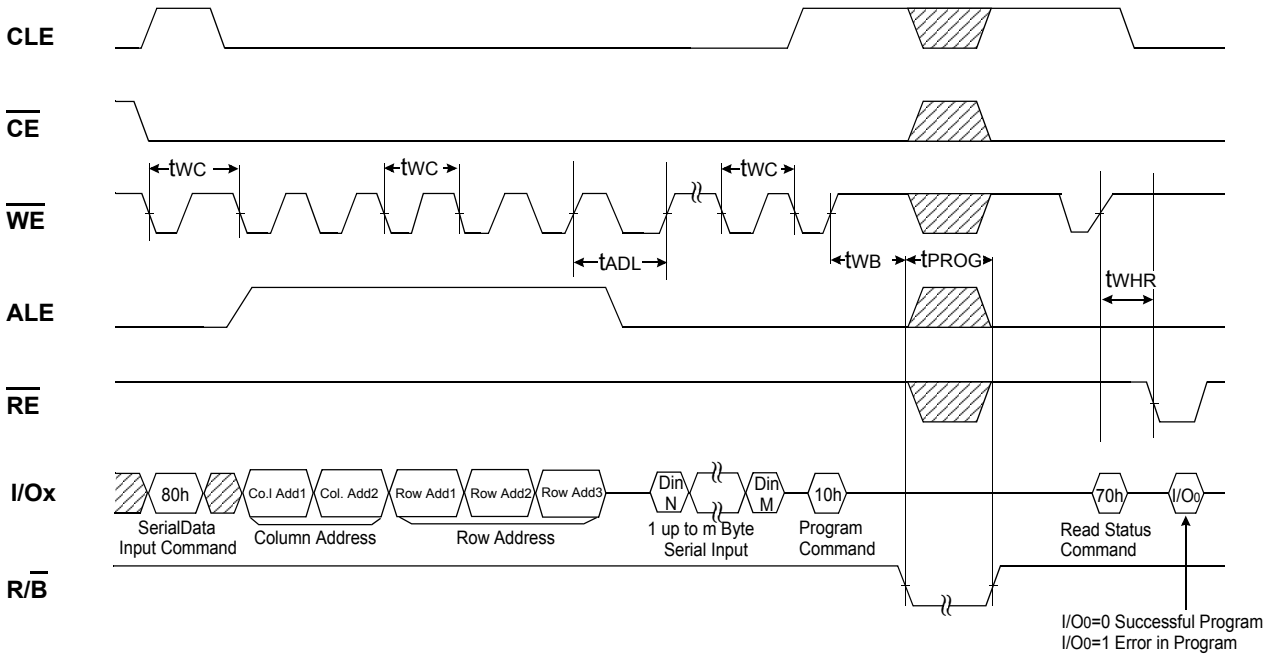 CLE
CE
tWC
tWC
tWC
WE
tADL
tWB
tPROG
tWHR
ALE
RE
I/Ox
80h
Co.l Add1
Col. Add2
Row Add1
Row Add2
Row Add3
Din
N
Din
M
10h
70h
I/O0
SerialData
Input Command
Column Address
Row Address
1 up to m Byte
Serial Input
Program
Command
Read Status
Command
R/B
I/O0=0 Successful Program
I/O0=1 Error in Program